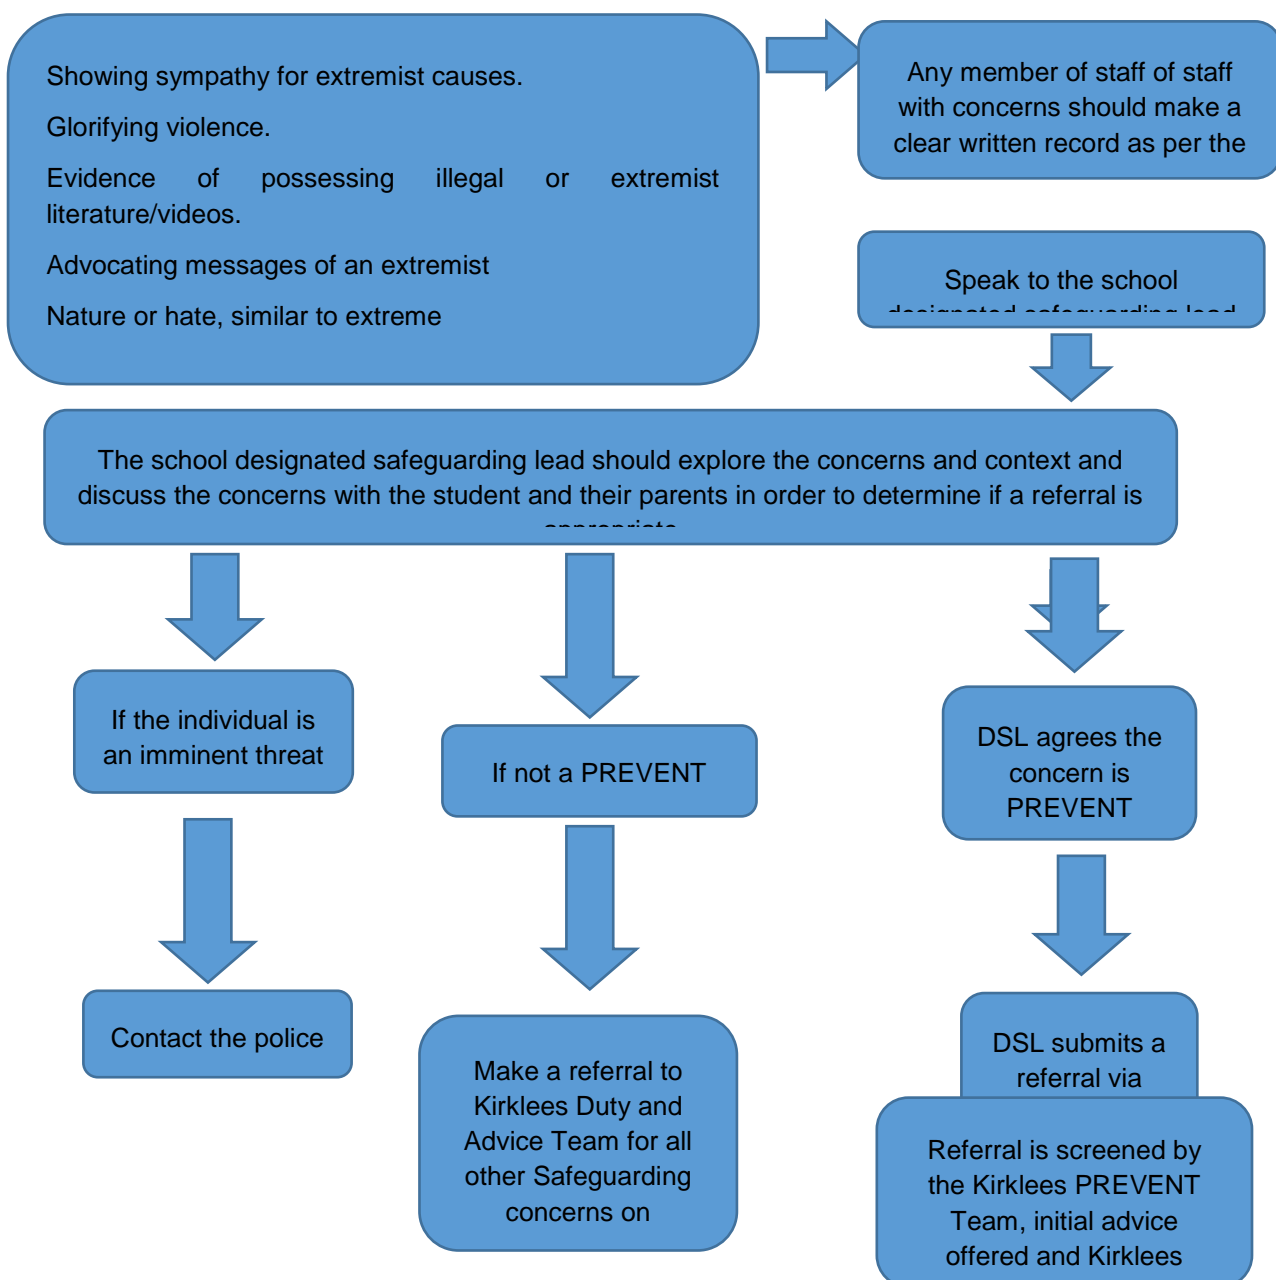 Showing sympathy for extremist causes.
Glorifying violence.
Evidence of possessing illegal or extremist
literature/videos.
Advocating messages of an extremist
Nature or hate, similar to extreme
Any member of staff of staff
with concerns should make a
clear written record as per the
Speak to the school
designated safeguarding lead
The school designated safeguarding lead should explore the concerns and context and
discuss the concerns with the student and their parents in order to determine if a referral is
appropriate
If the individual is
an imminent threat
If not a PREVENT
DSL agrees the
concern is
PREVENT
Contact the police
Make a referral to
Kirklees Duty and
Advice Team for all
other Safeguarding
concerns on
DSL submits a
referral via
Referral is screened by
the Kirklees PREVENT
Team, initial advice
offered and Kirklees